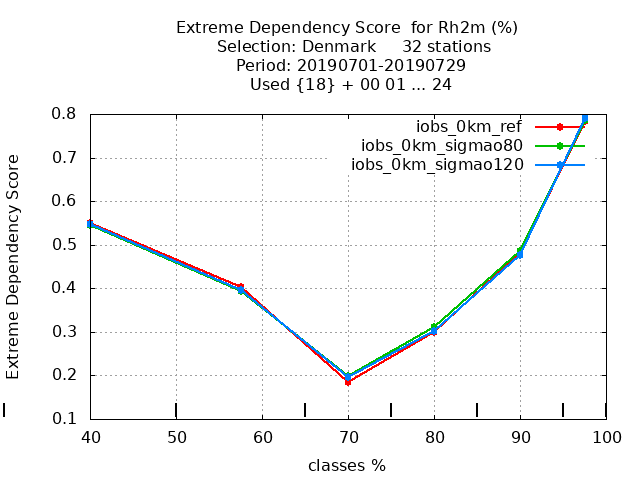 Extreme Dependency Score  for Rh2m (%)
Selection: Denmark     32 stations
Period: 20190701-20190729
Used {18} + 00 01 ... 24
Extreme Dependency Score
0.8
0.7
0.6
0.5
0.4
0.3
0.2
0.1
iobs_0km_ref
iobs_0km_sigmao80
iobs_0km_sigmao120
40 50 60 70 80 90 100
classes %